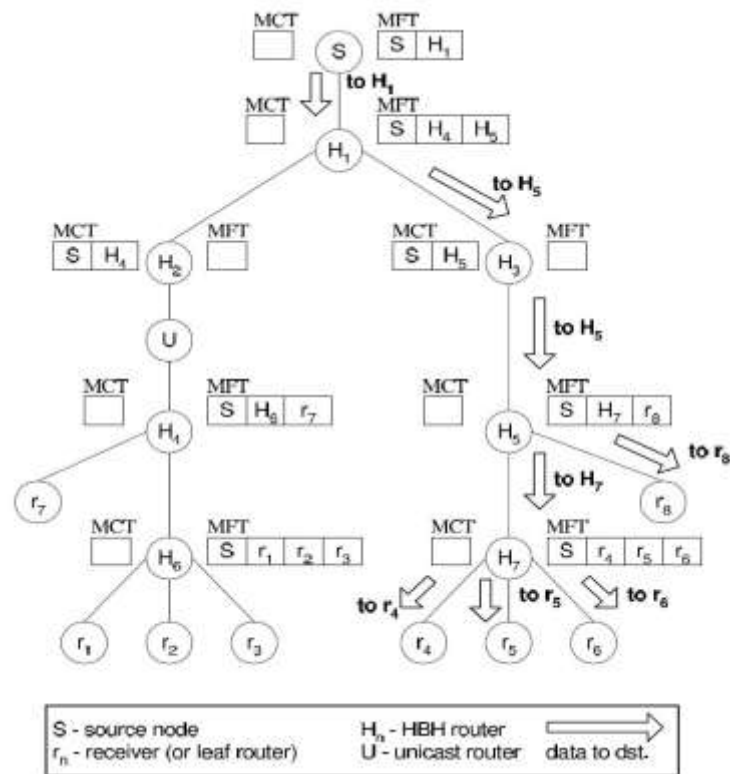 MCT MFT
S S H₁
to H₁
MCT MFT
S H₄ H₅
H₁
to H₅
MCT MFT MCT MFT
S H₄ H₂ S H₅ H₃
U
to H₅
MCT MFT MCT MFT
S H₆ r₇ S H₇ r₈
H₄ H₅
to r₈
r₇ to H₇ r₈
MCT MFT MCT MFT
H₆ S r₁ r₂ r₃ H₇ S r₄ r₅ r₆
to r₄ to r₅ to r₆
r₁ r₂ r₃ r₄ r₅ r₆
S - source node Hₙ - HBH router
rₙ - receiver (or leaf router) U - unicast router data to dst.